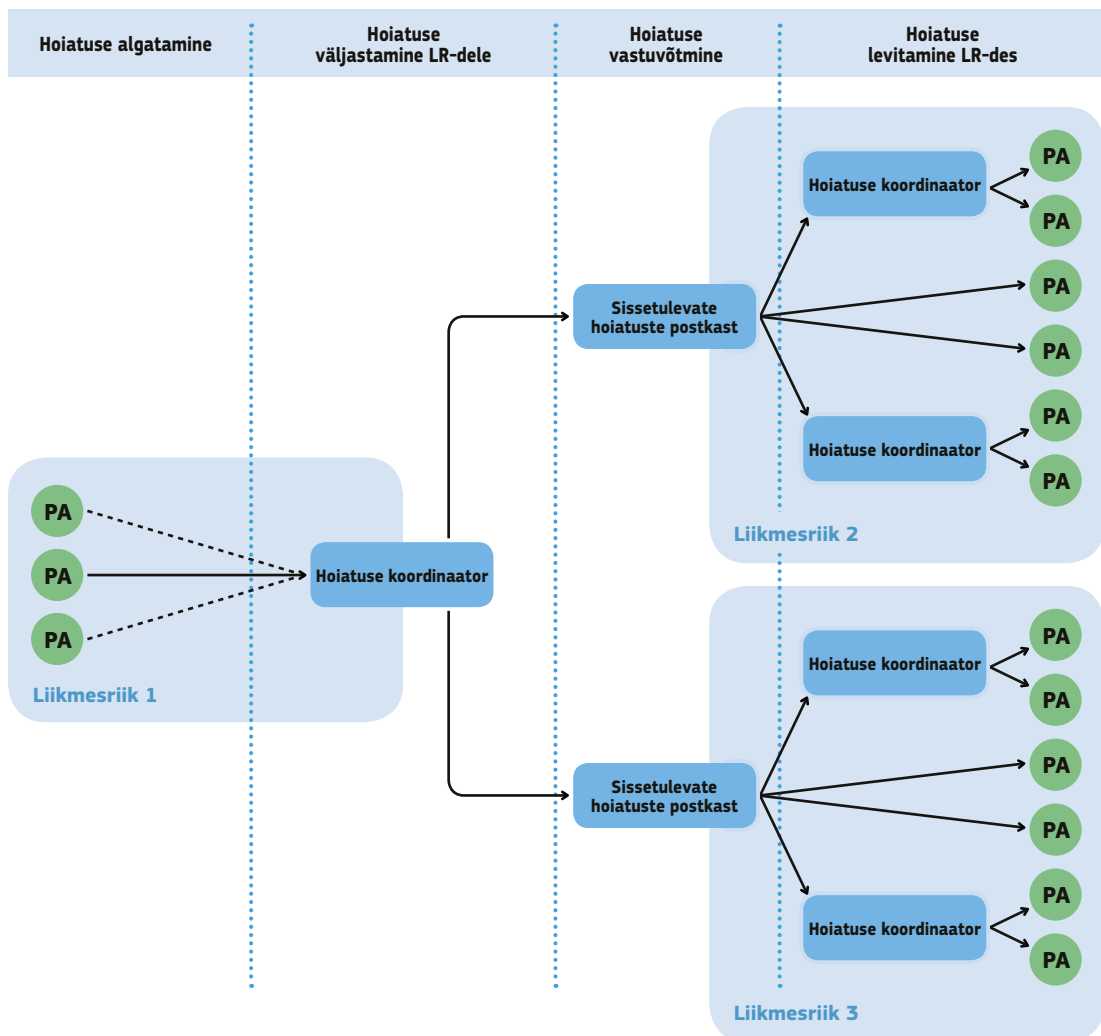 Hoiatuse algatamine
Hoiatuse
väljastamine LR-dele
Hoiatuse
vastuvõtmine
Hoiatuse
levitamine LR-des
PA
PA
PA
Hoiatuse koordinaator
Liikmesriik 1
Sissetulevate
hoiatuste postkast
Hoiatuse koordinaator
Hoiatuse koordinaator
PA
PA
PA
PA
PA
PA
Liikmesriik 2
Sissetulevate
hoiatuste postkast
Hoiatuse koordinaator
Hoiatuse koordinaator
PA
PA
PA
PA
PA
PA
Liikmesriik 3